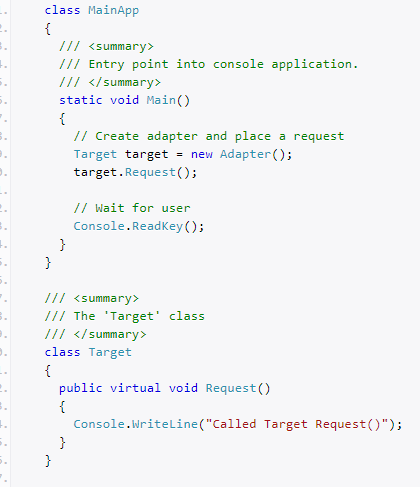 class MainApp
{
/// <summary>
/// Entry point into console application.
/// </summary>
static void Main()
{
// Create adapter and place a request
Target target = new Adapter();
target.Request();
// Wait for user
Console.ReadKey();
}
}
/// <summary>
/// The 'Target' class
/// </summary>
class Target
{
public virtual void Request()
{
Console.WriteLine("Called Target Request()");
}
}